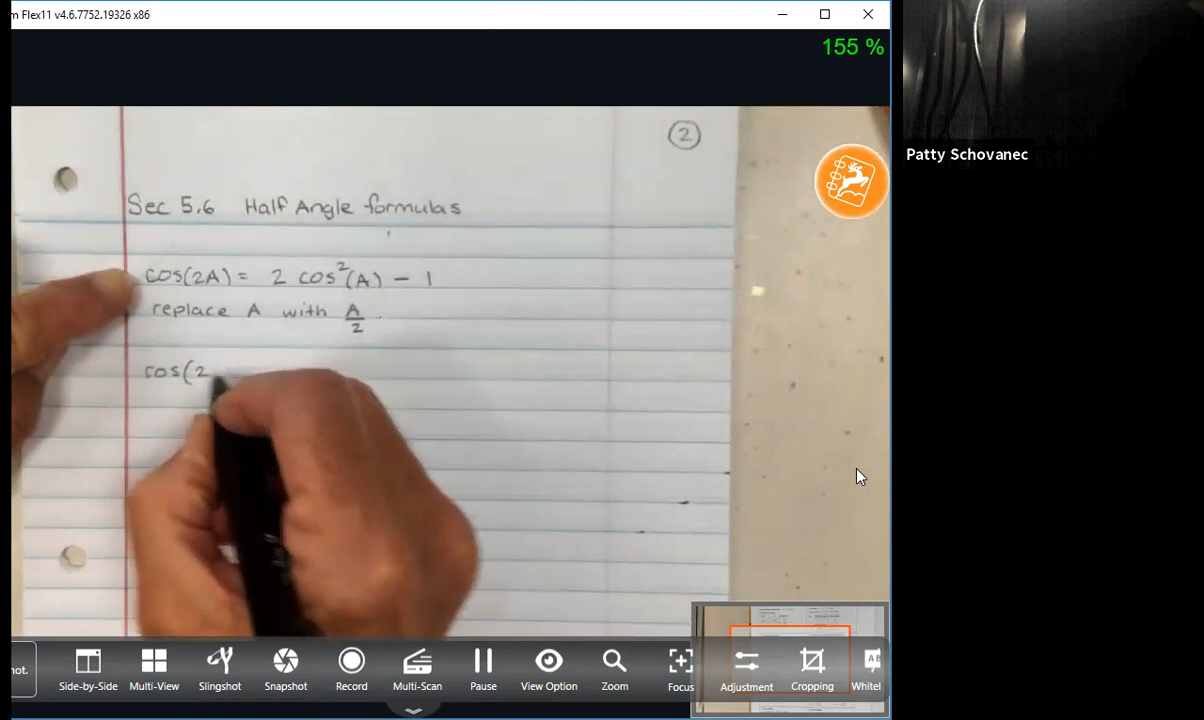 m Flex11 v4.6.7752.19326 x86
155 %
Patty Schovanec
2
Sec 5.6 Half Angle formulas
cos(2A) = 2 cos²(A) - 1
replace A with A/2
cos(2
ot.
Side-by-Side
Multi-View
Slingshot
Snapshot
Record
Multi-Scan
Pause
View Option
Zoom
Focus
Adjustment
Cropping
Whitel